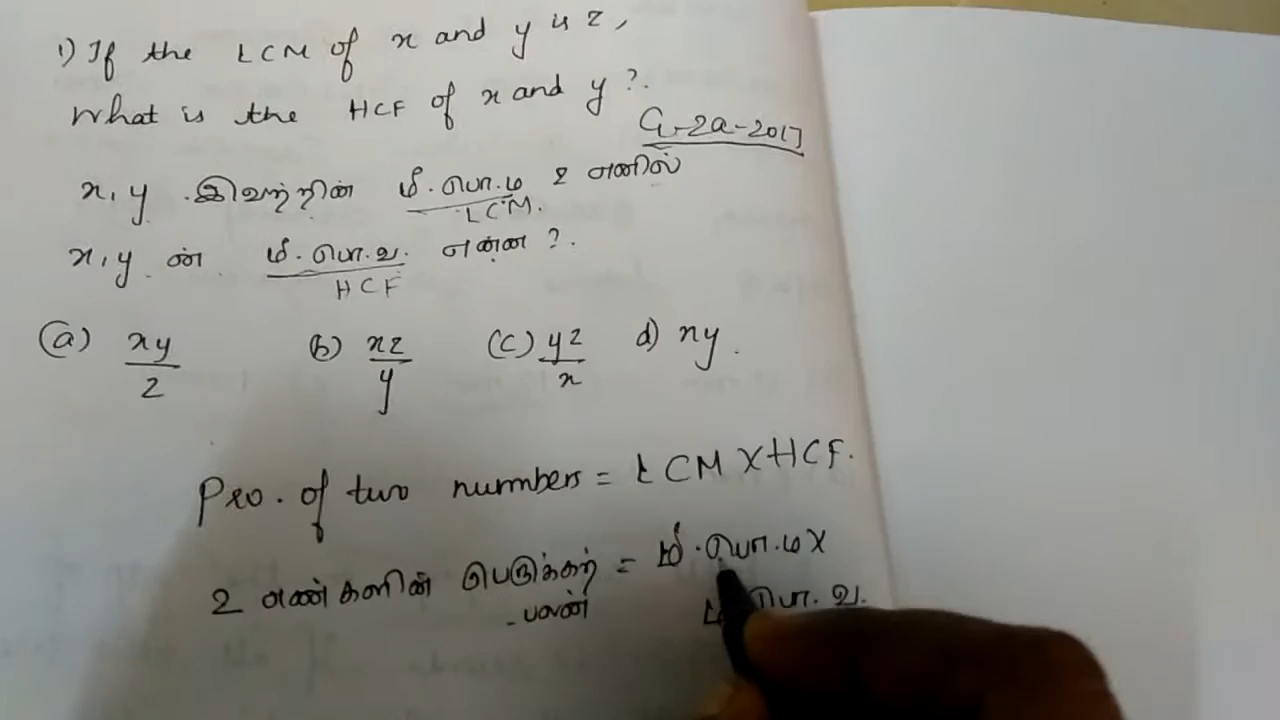 1) If the LCM of x and y is z,
What is the HCF of x and y?.
G-2a-2017
x, y இவற்றின் மீ.பொ.ம z எனில்
LCM.
x, y ன் மீ.பொ.வ. என்ன?.
HCF
(a) xy/z (b) xz/y (c) yz/x d) xy.
Pro. of two numbers = LCM X HCF.
2 எண்களின் பெருக்கற் = மீ.பொ.ம X
-பலன் பொ.வ.